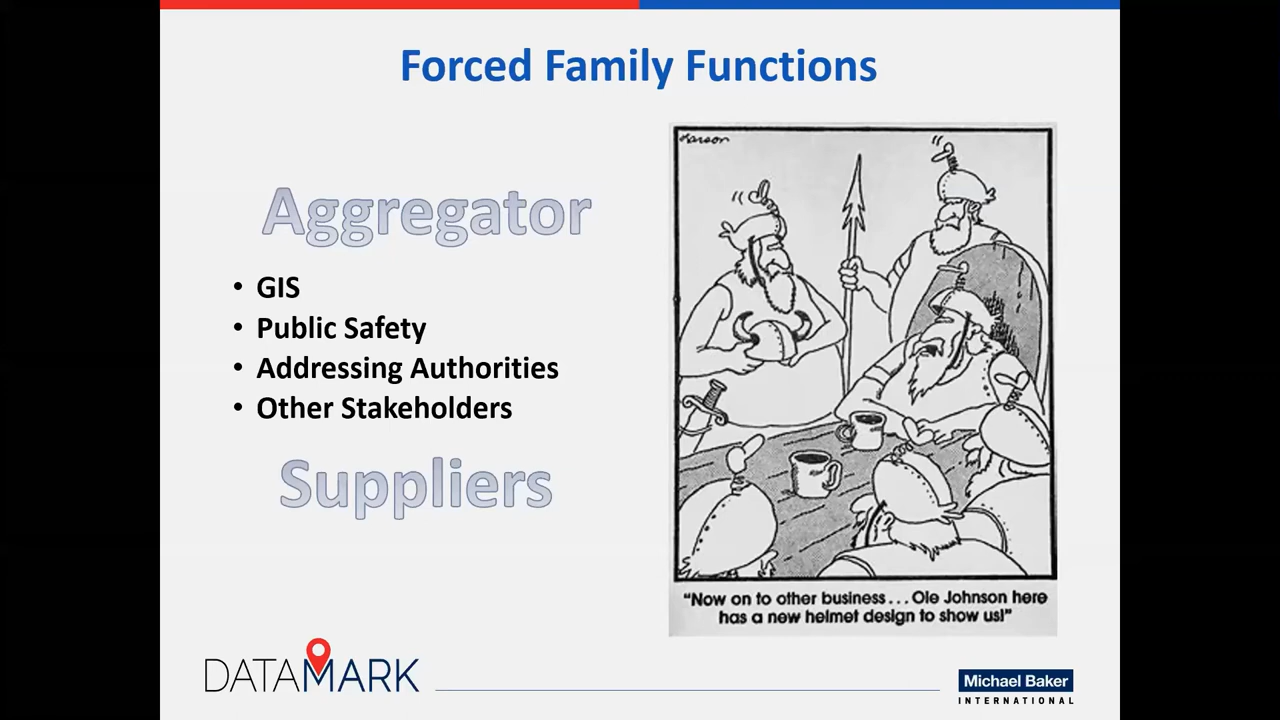 Forced Family Functions
Aggregator
• GIS
• Public Safety
• Addressing Authorities
• Other Stakeholders
Suppliers
Larson
"Now on to other business...Ole Johnson here
has a new helmet design to show us!"
DATAMARK
Michael Baker
INTERNATIONAL